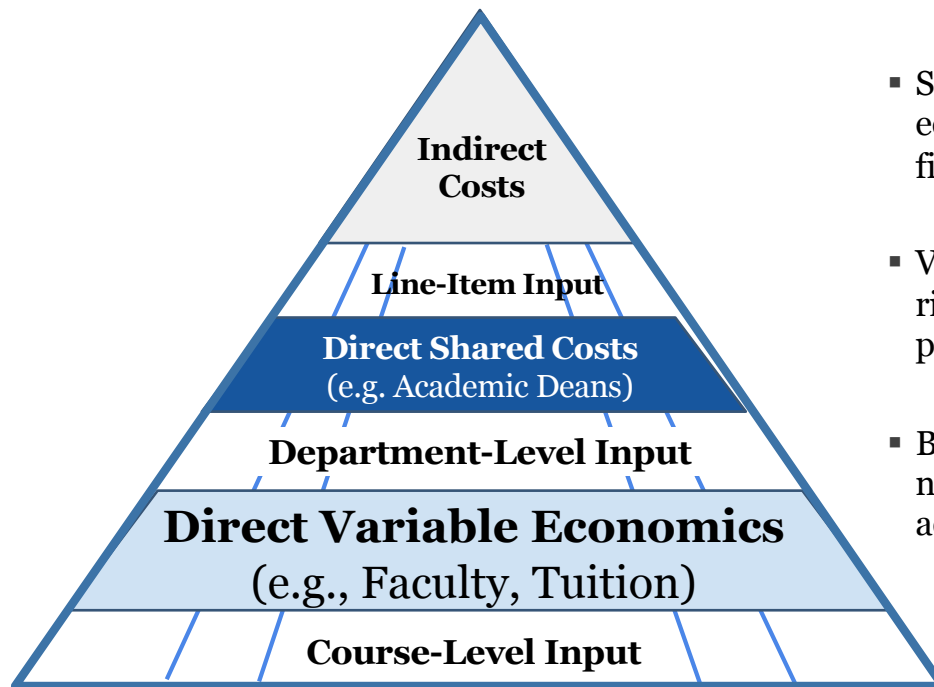 Indirect
Costs
Line-Item Input
Direct Shared Costs
(e.g. Academic Deans)
Department-Level Input
Direct Variable Economics
(e.g., Faculty, Tuition)
Course-Level Input